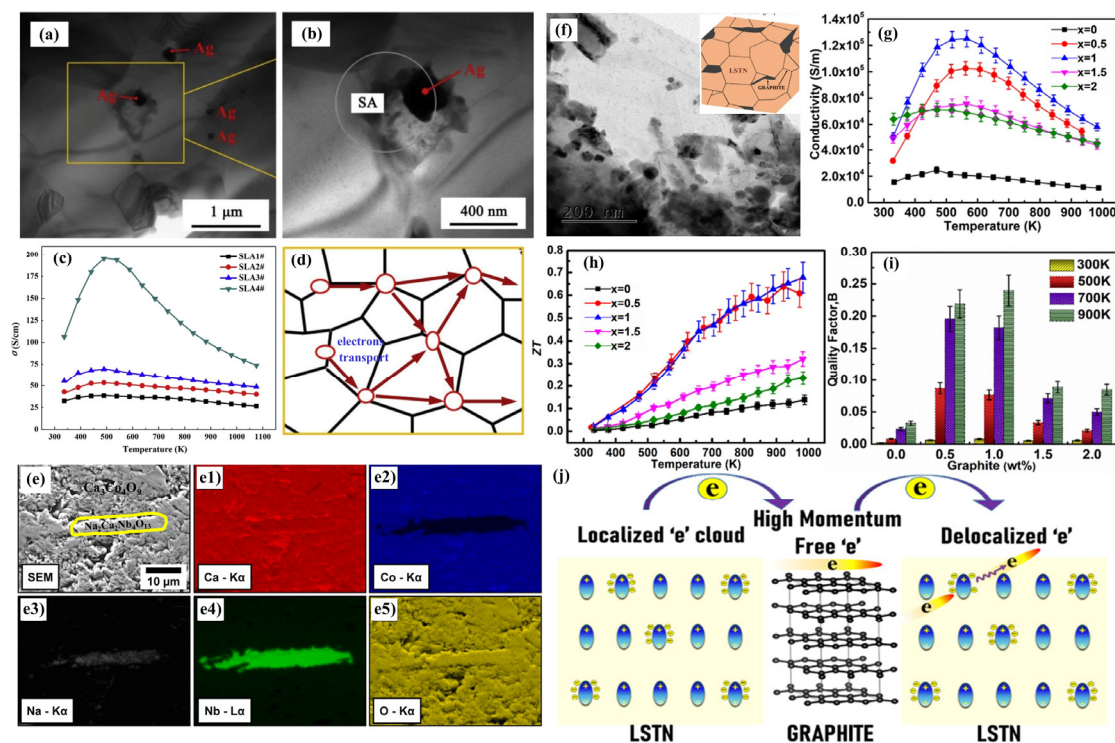 (a)
Ag
Ag
Ag
Ag
1 μm
(b)
Ag
SA
400 nm
(c)
SLA1#
SLA2#
SLA3#
SLA4#
σ (S/cm)
200
175
150
125
100
75
50
25
0
300 400 500 600 700 800 900 1000 1100
Temperature (K)
(d)
electrons
transport
(e)
Ca3Co4O9
Na2Ca2Nb4O13
SEM
10 μm
e1)
Ca - Kα
e2)
Co - Kα
e3)
Na - Kα
e4)
Nb - Lα
e5)
O - Kα
(f)
LSTN
GRAPHITE
200 nm
(g)
x=0
x=0.5
x=1
x=1.5
x=2
Conductivity (S/m)
1.4x10⁵
1.2x10⁵
1.0x10⁵
8.0x10⁴
6.0x10⁴
4.0x10⁴
2.0x10⁴
0.0
300 400 500 600 700 800 900 1000
Temperature (K)
(h)
x=0
x=0.5
x=1
x=1.5
x=2
ZT
0.8
0.7
0.6
0.5
0.4
0.3
0.2
0.1
0.0
300 400 500 600 700 800 900 1000
Temperature (K)
(i)
300K
500K
700K
900K
Quality Factor,B
0.30
0.25
0.20
0.15
0.10
0.05
0.00
0.0 0.5 1.0 1.5 2.0
Graphite (wt%)
(j)
e
e
Localized 'e' cloud
High Momentum
Free 'e'
Delocalized 'e'
e
e
e
LSTN
GRAPHITE
LSTN